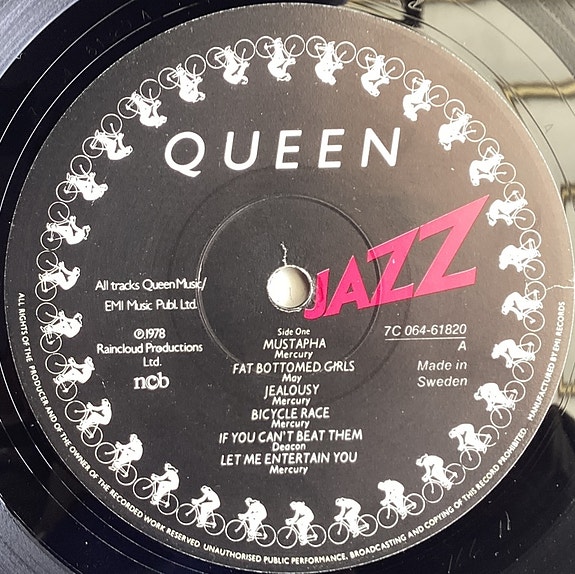 QUEEN
JAZZ
All tracks Queen Music/
EMI Music Publ. Ltd.
℗1978
Raincloud Productions
Ltd.
ncb
Side One
MUSTAPHA
Mercury
FAT BOTTOMED GIRLS
May
JEALOUSY
Mercury
BICYCLE RACE
Mercury
IF YOU CAN'T BEAT THEM
Deacon
LET ME ENTERTAIN YOU
Mercury
7C 064-61820
A
Made in
Sweden
ALL RIGHTS OF THE PRODUCER AND OF THE OWNER OF THE RECORDED WORK RESERVED UNAUTHORISED PUBLIC PERFORMANCE, BROADCASTING AND COPYING OF THIS RECORD PROHIBITED. MANUFACTURED BY EMI RECORDS